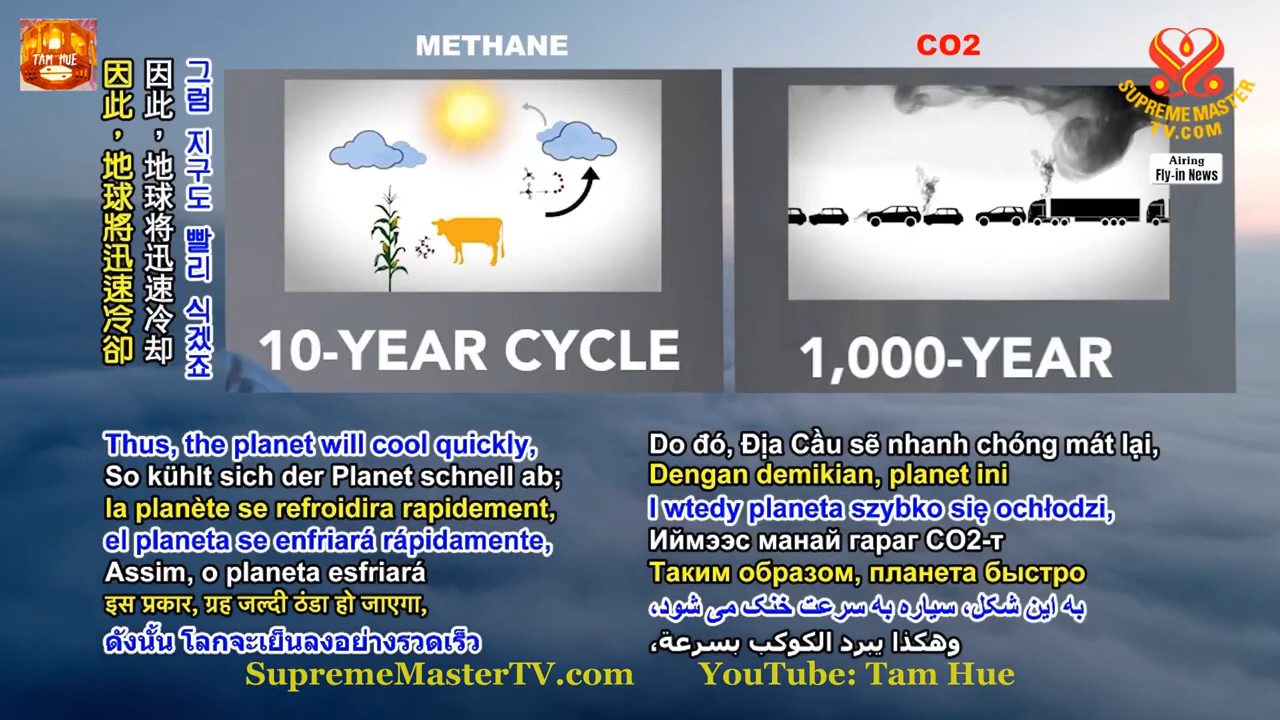 TAM HUE
METHANE
CO2
SUPREME MASTER
TV.COM
Airing
Fly-in News
因此，地球將迅速冷卻
因此，地球将迅速冷却
그럼 지구도 빨리 식겠죠
10-YEAR CYCLE
1,000-YEAR
Thus, the planet will cool quickly,
So kühlt sich der Planet schnell ab;
la planète se refroidira rapidement,
el planeta se enfriará rápidamente,
Assim, o planeta esfriará
इस प्रकार, ग्रह जल्दी ठंडा हो जाएगा,
ดังนั้น โลกจะเย็นลงอย่างรวดเร็ว
Do đó, Địa Cầu sẽ nhanh chóng mát lại,
Dengan demikian, planet ini
I wtedy planeta szybko się ochłodzi,
Иймээс манай гараг CO2-т
Таким образом, планета быстро
به این شکل، سیاره به سرعت خنک می شود،
وهكذا يبرد الكوكب بسرعة،
SupremeMasterTV.com
YouTube: Tam Hue